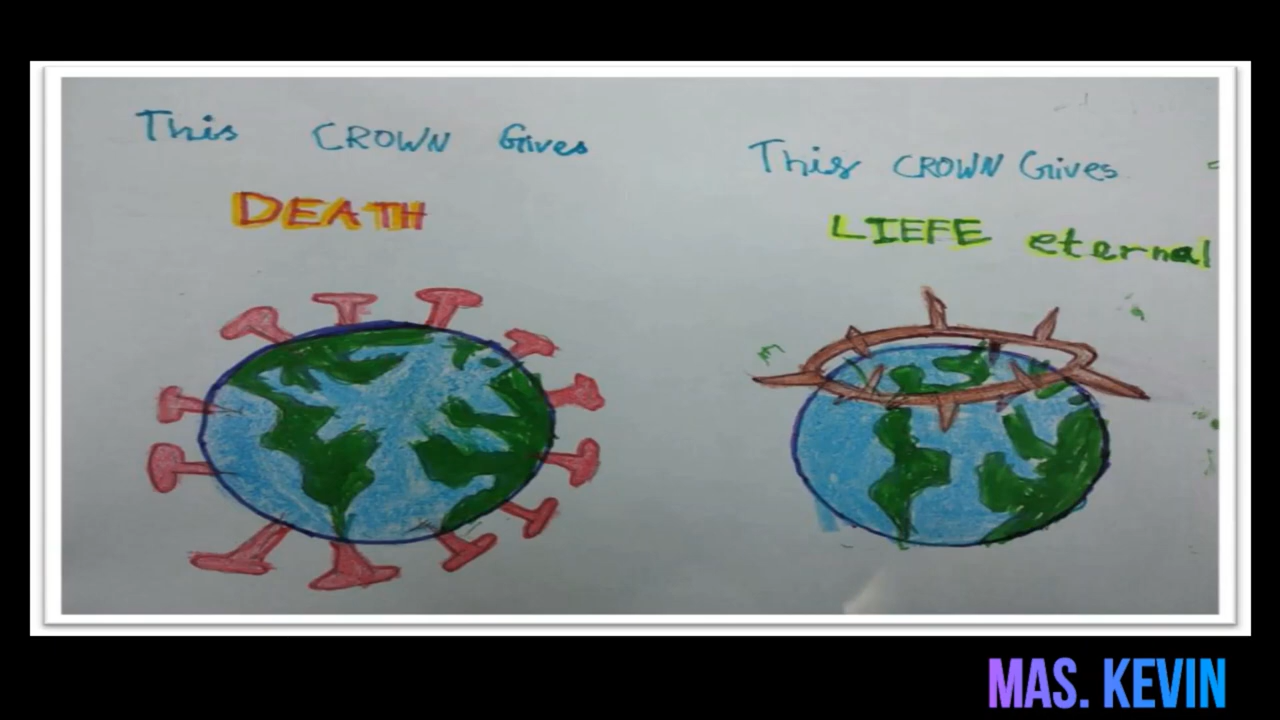 This CROWN Gives
DEATH
This CROWN Gives
LIEFE eternal
MAS. KEVIN